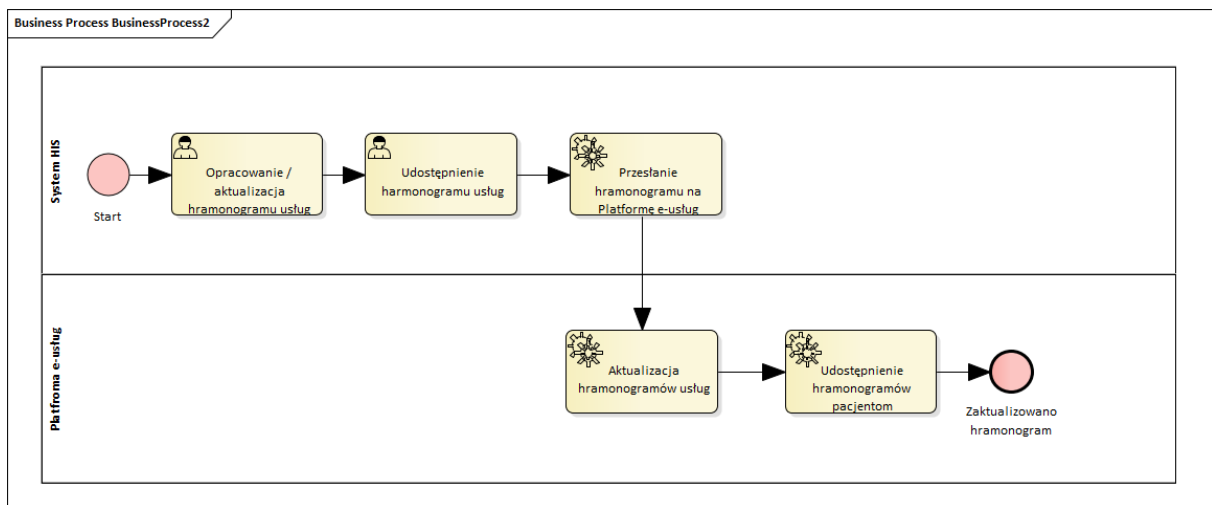 Business Process BusinessProcess2
System HIS
Start
Opracowanie /
aktualizacja
hramonogramu usług
Udostępnienie
harmonogramu usług
Przesłanie
hramonogramu na
Platformę e-usług
Platfroma e-usług
Aktualizacja
hramonogramów usług
Udostępnienie
hramonogramów
pacjentom
Zaktualizowano
hramonogram